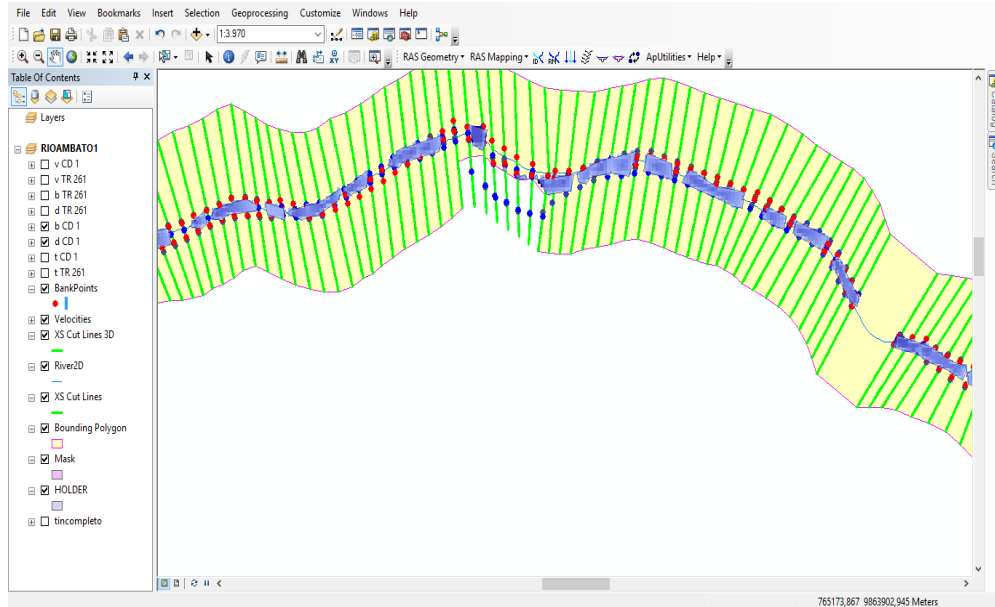 File Edit View Bookmarks Insert Selection Geoprocessing Customize Windows Help
1:3.970
RAS Geometry RAS Mapping ApUtilities Help
Table Of Contents
Layers
RIOAMBATO1
v CD 1
v TR 261
b TR 261
d TR 261
b CD 1
d CD 1
t CD 1
t TR 261
BankPoints
Velocities
XS Cut Lines 3D
River2D
XS Cut Lines
Bounding Polygon
Mask
HOLDER
tincompleto
765173,867 9863902,945 Meters